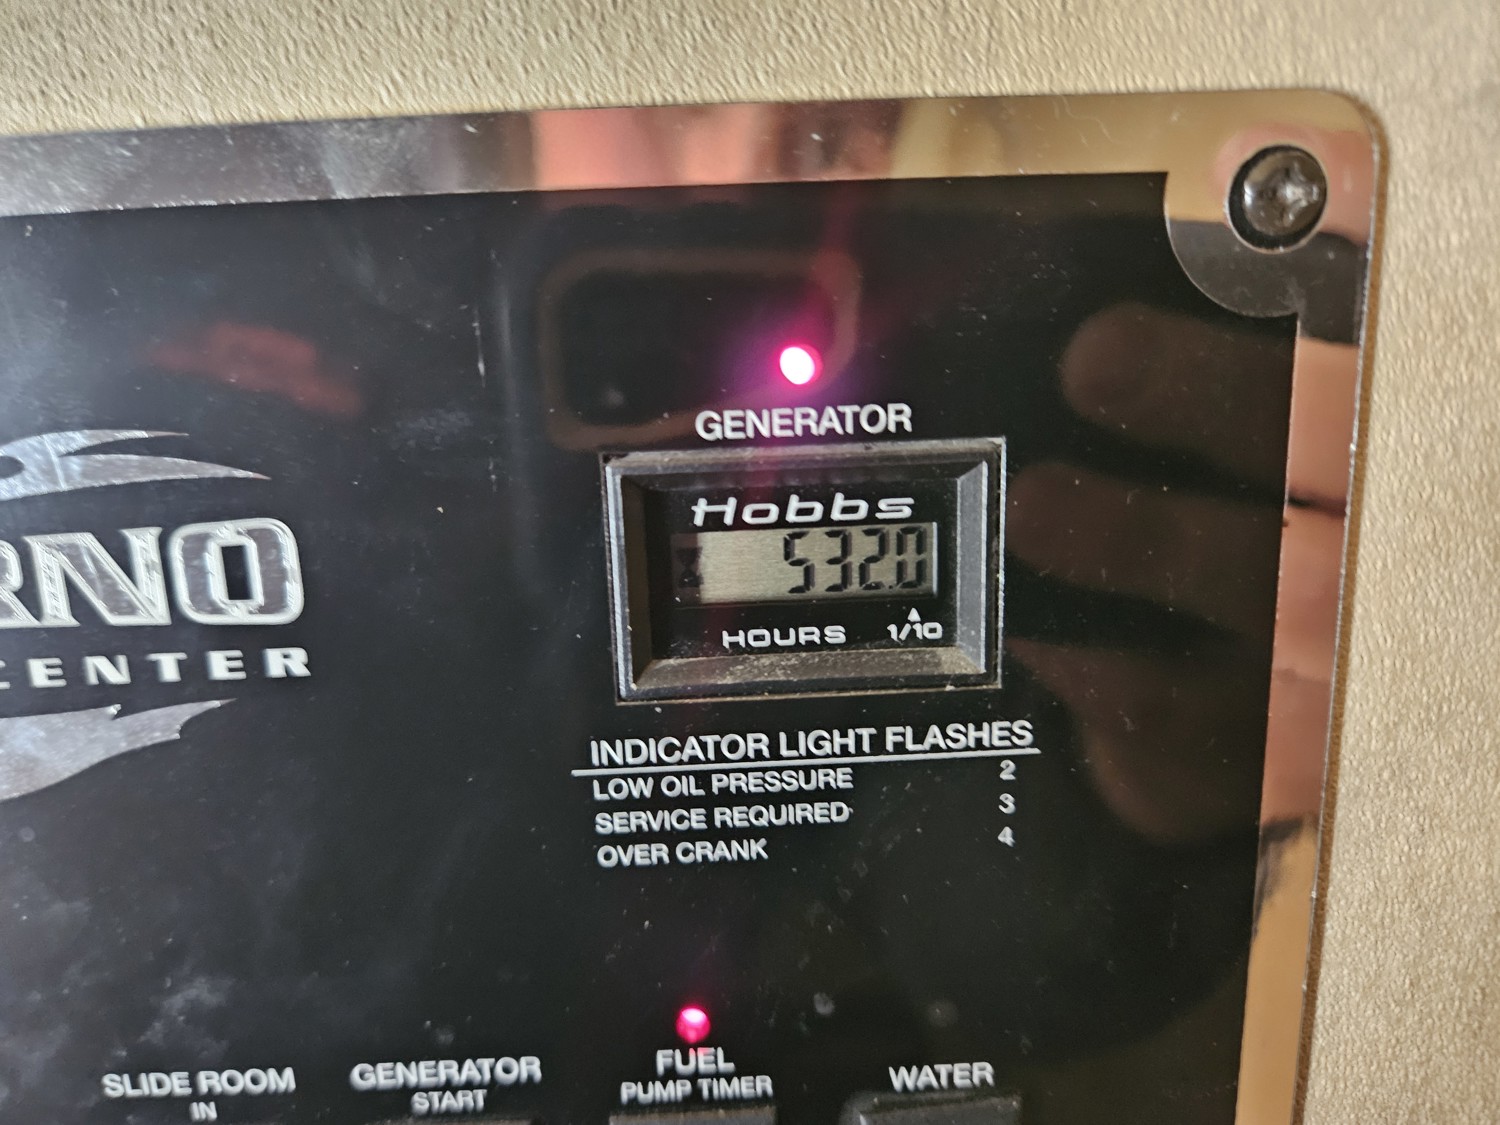 GENERATOR
Hobbs
532.0
HOURS 1/10
RNO
CENTER
INDICATOR LIGHT FLASHES
LOW OIL PRESSURE 2
SERVICE REQUIRED 3
OVER CRANK 4
SLIDE ROOM
IN
GENERATOR
START
FUEL
PUMP TIMER
WATER